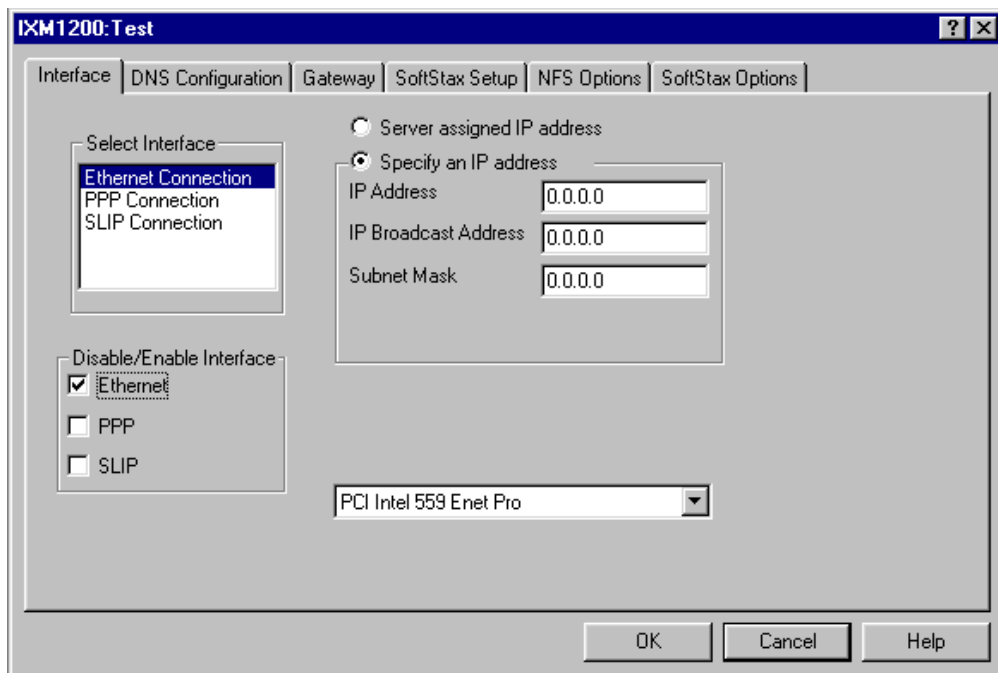 IXM1200:Test
Interface DNS Configuration Gateway SoftStax Setup NFS Options SoftStax Options
Select Interface
Ethernet Connection
PPP Connection
SLIP Connection
Server assigned IP address
Specify an IP address
IP Address 0.0.0.0
IP Broadcast Address 0.0.0.0
Subnet Mask 0.0.0.0
Disable/Enable Interface
Ethernet
PPP
SLIP
PCI Intel 559 Enet Pro
OK Cancel Help